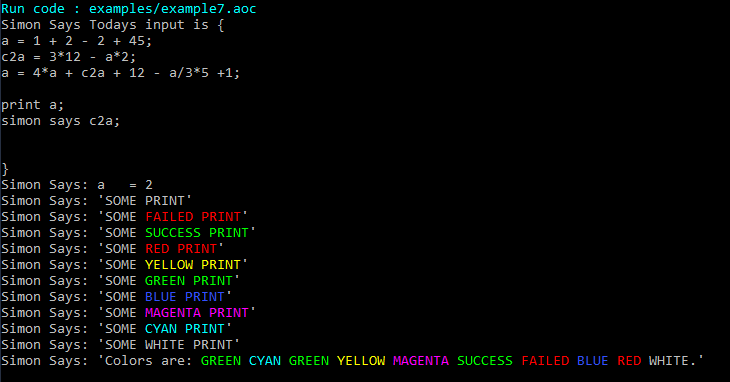 Run code : examples/example7.aoc
Simon Says Todays input is {
a = 1 + 2 - 2 + 45;
c2a = 3*12 - a*2;
a = 4*a + c2a + 12 - a/3*5 +1;
print a;
simon says c2a;
}
Simon Says: a   = 2
Simon Says: 'SOME PRINT'
Simon Says: 'SOME FAILED PRINT'
Simon Says: 'SOME SUCCESS PRINT'
Simon Says: 'SOME RED PRINT'
Simon Says: 'SOME YELLOW PRINT'
Simon Says: 'SOME GREEN PRINT'
Simon Says: 'SOME BLUE PRINT'
Simon Says: 'SOME MAGENTA PRINT'
Simon Says: 'SOME CYAN PRINT'
Simon Says: 'SOME WHITE PRINT'
Simon Says: 'Colors are: GREEN CYAN GREEN YELLOW MAGENTA SUCCESS FAILED BLUE RED WHITE.'